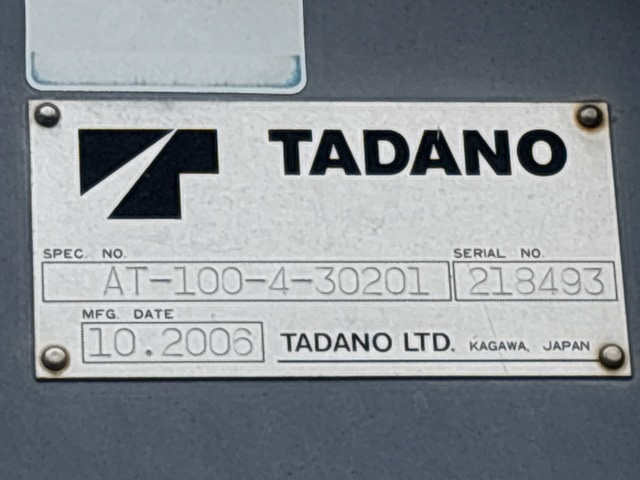 TADANO
SPEC. NO. SERIAL NO.
AT-100-4-30201 218493
MFG. DATE
10.2006 TADANO LTD. KAGAWA, JAPAN